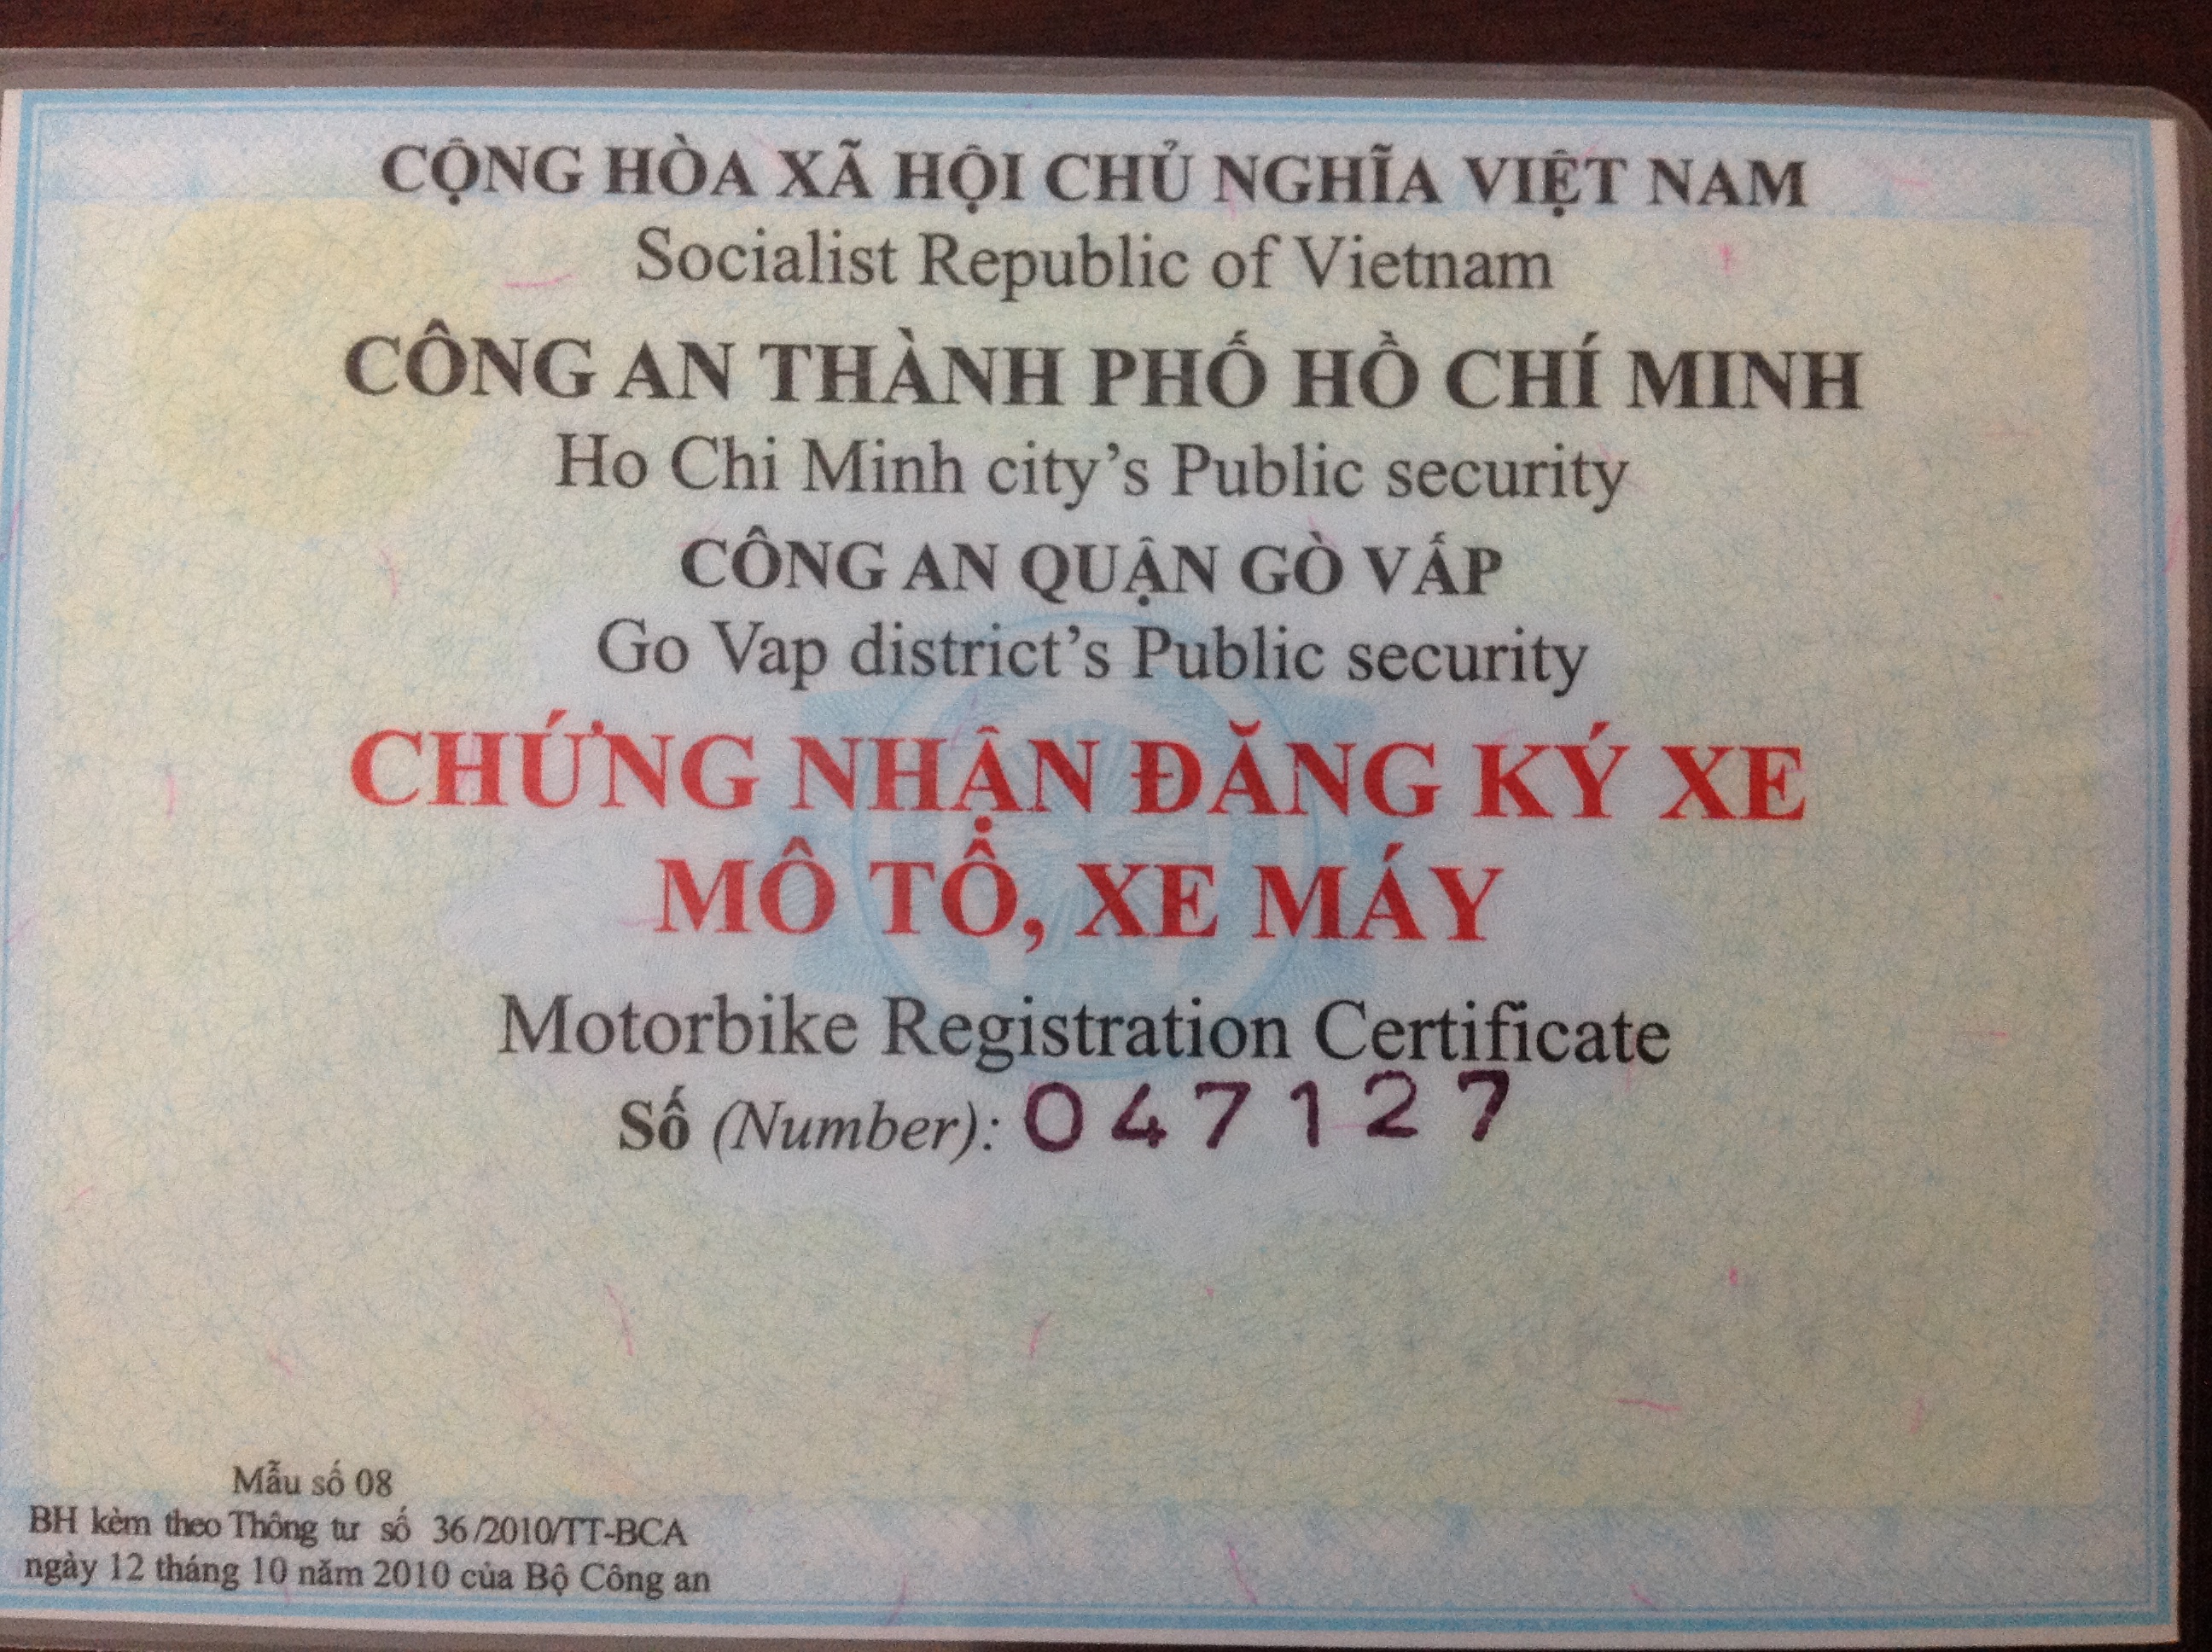 CỘNG HÒA XÃ HỘI CHỦ NGHĨA VIỆT NAM
Socialist Republic of Vietnam
CÔNG AN THÀNH PHỐ HỒ CHÍ MINH
Ho Chi Minh city's Public security
CÔNG AN QUẬN GÒ VẤP
Go Vap district's Public security
CHỨNG NHẬN ĐĂNG KÝ XE
MÔ TÔ, XE MÁY
Motorbike Registration Certificate
Số (Number): 047127
Mẫu số 08
BH kèm theo Thông tư số 36/2010/TT-BCA
ngày 12 tháng 10 năm 2010 của Bộ Công an